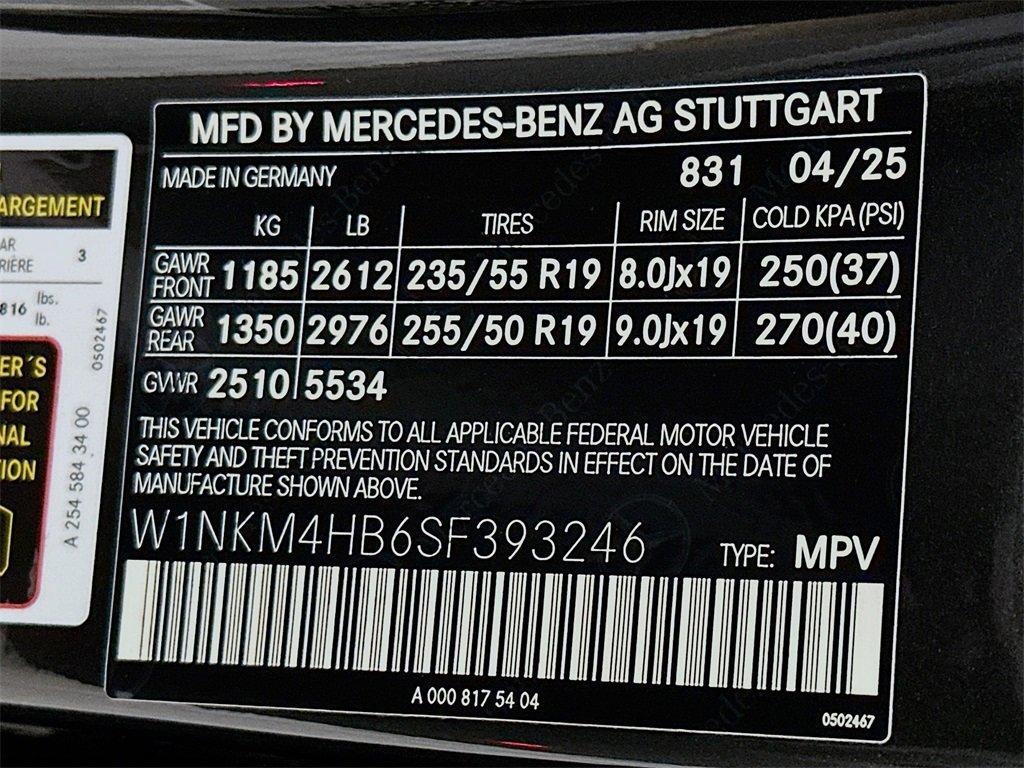 MFD BY MERCEDES-BENZ AG STUTTGART
MADE IN GERMANY 831 04/25
KG LB TIRES RIM SIZE COLD KPA (PSI)
GAWR FRONT 1185 2612 235/55 R19 8.0Jx19 250(37)
GAWR REAR 1350 2976 255/50 R19 9.0Jx19 270(40)
GVWR 2510 5534
THIS VEHICLE CONFORMS TO ALL APPLICABLE FEDERAL MOTOR VEHICLE
SAFETY AND THEFT PREVENTION STANDARDS IN EFFECT ON THE DATE OF
MANUFACTURE SHOWN ABOVE.
W1NKM4HB6SF393246 TYPE: MPV
A 000 817 54 04
0502467
ARGEMENT
AR
RIÈRE 3
816 lbs.
lb.
0502467
ER´S
FOR
NAL
TION
A 254 584 34 00